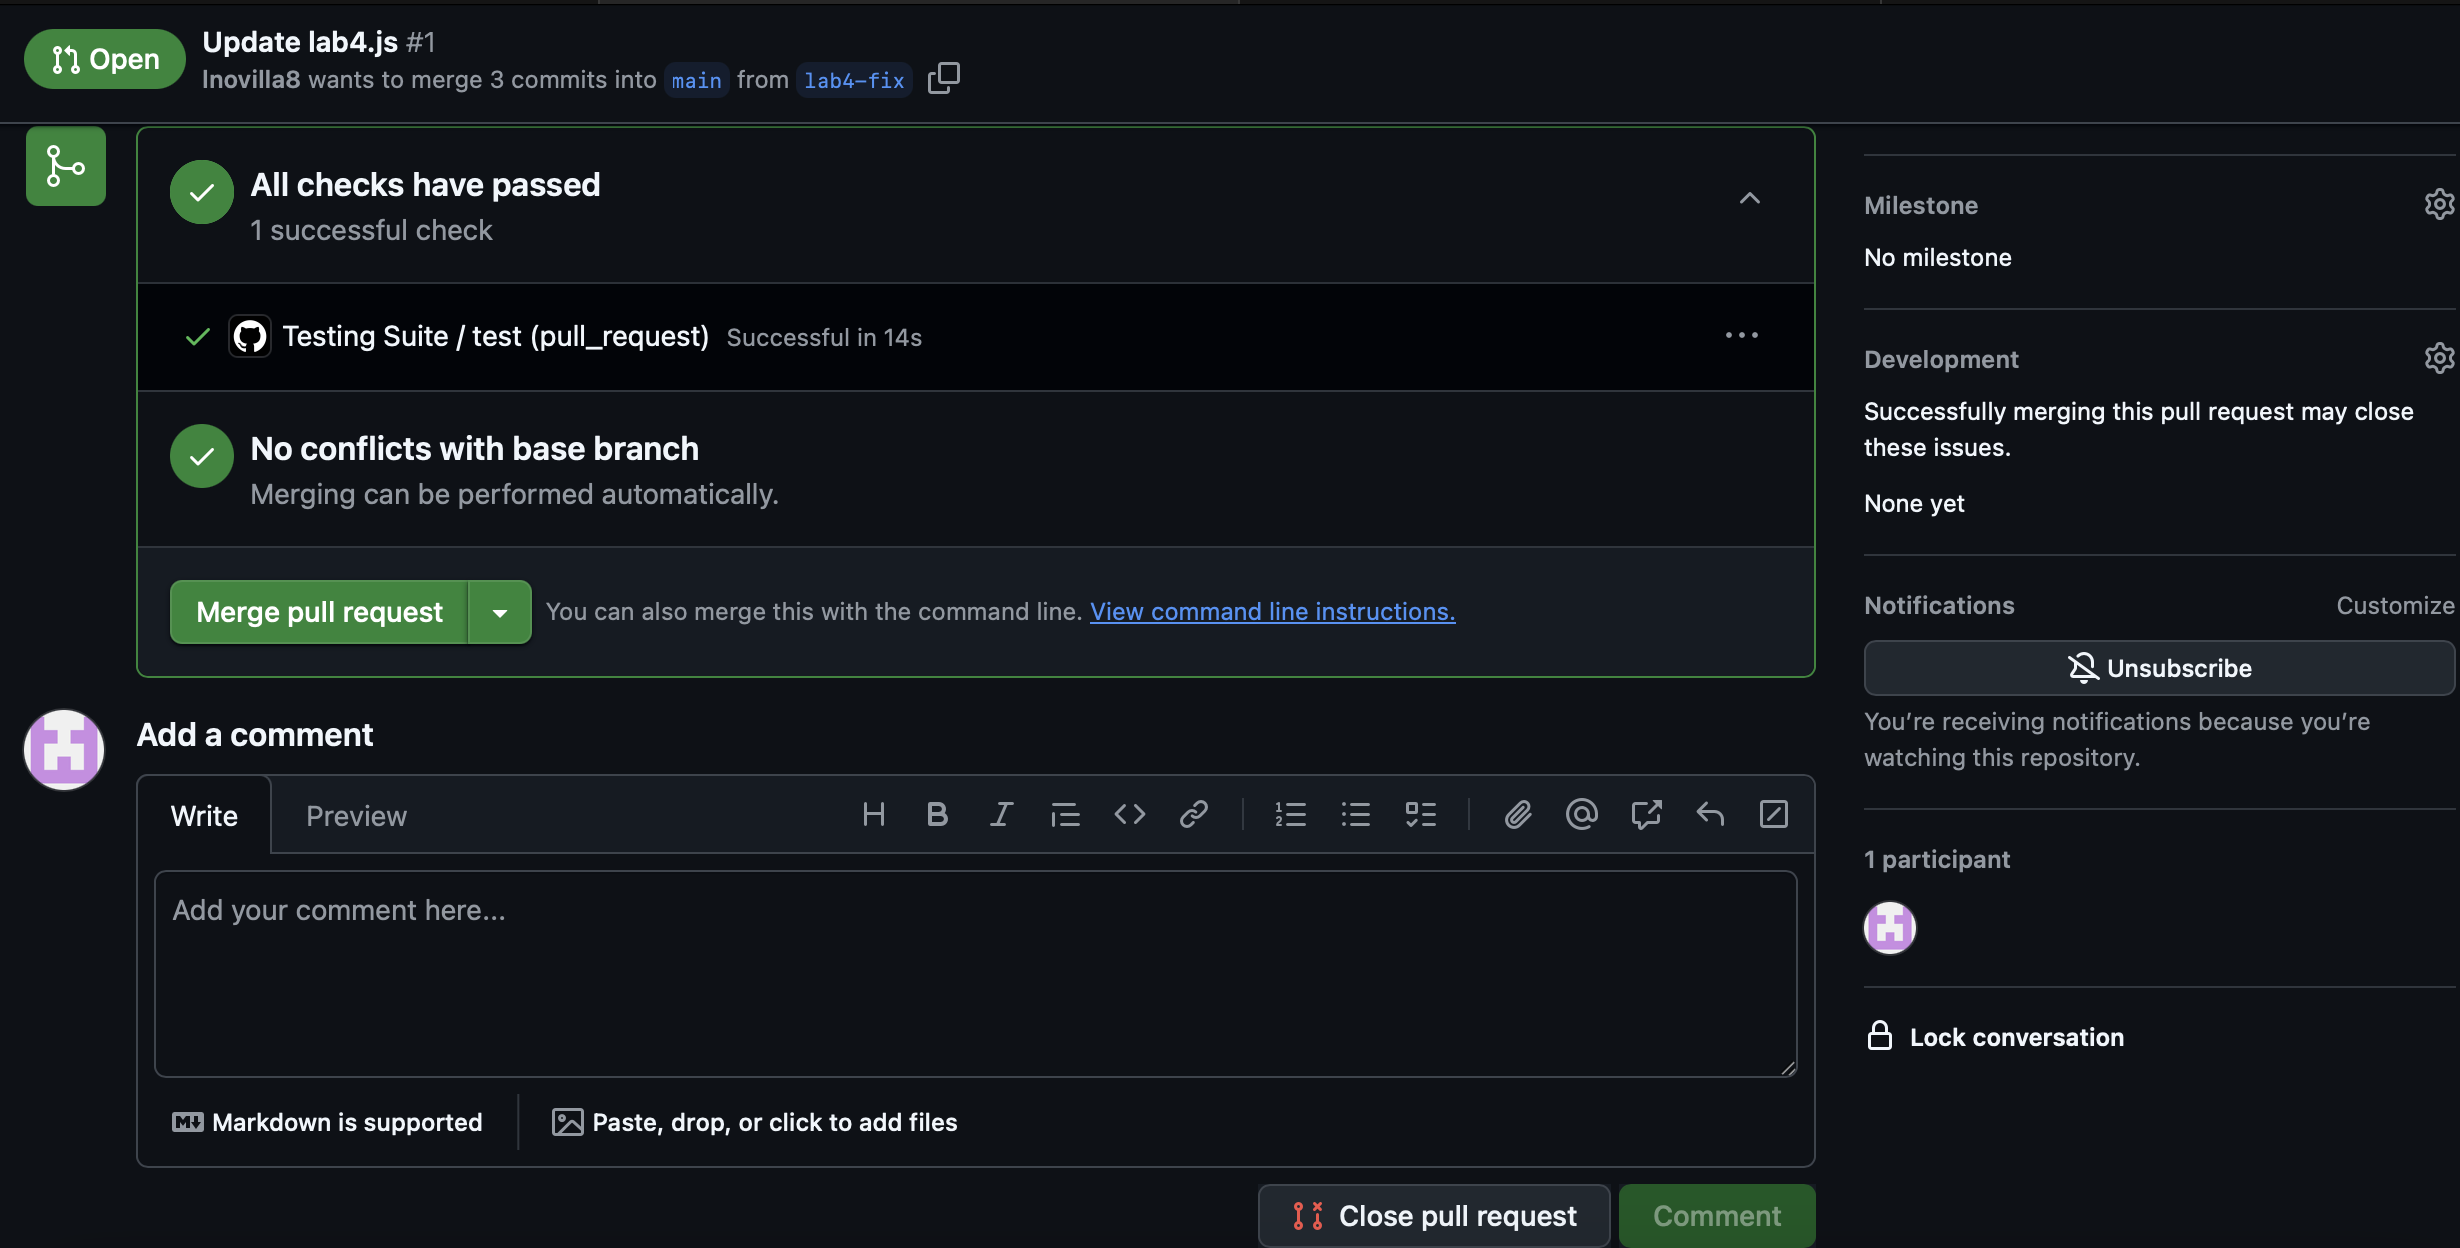 Open
Update lab4.js #1
lnovilla8 wants to merge 3 commits into main from lab4-fix
All checks have passed
1 successful check
Testing Suite / test (pull_request) Successful in 14s
No conflicts with base branch
Merging can be performed automatically.
Merge pull request
You can also merge this with the command line. View command line instructions.
Add a comment
Write
Preview
Add your comment here...
Markdown is supported
Paste, drop, or click to add files
Close pull request
Comment
Milestone
No milestone
Development
Successfully merging this pull request may close
these issues.
None yet
Notifications
Customize
Unsubscribe
You’re receiving notifications because you’re
watching this repository.
1 participant
Lock conversation